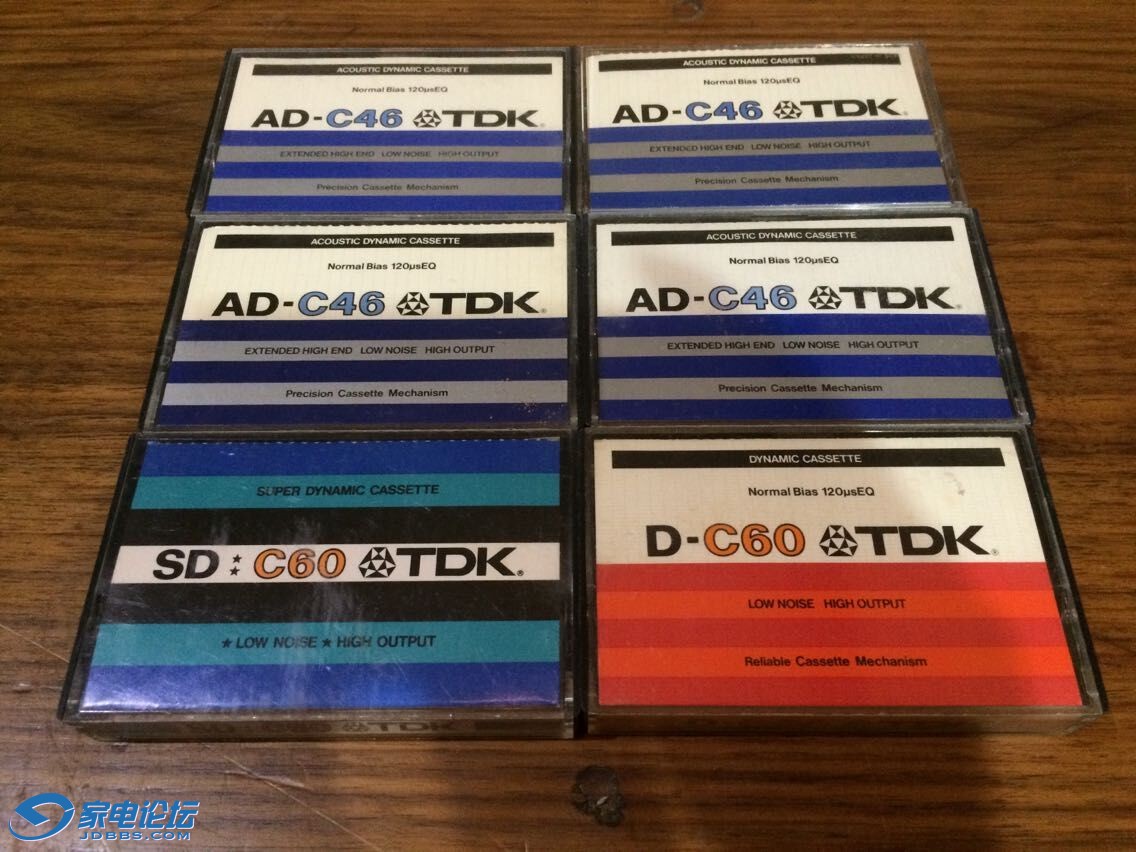 ACOUSTIC DYNAMIC CASSETTE
Normal Bias 120µsEQ
AD-C46 TDK®
EXTENDED HIGH END LOW NOISE HIGH OUTPUT
Precision Cassette Mechanism
ACOUSTIC DYNAMIC CASSETTE
Normal Bias 120µsEQ
AD-C46 TDK®
EXTENDED HIGH END LOW NOISE HIGH OUTPUT
Precision Cassette Mechanism
ACOUSTIC DYNAMIC CASSETTE
Normal Bias 120µsEQ
AD-C46 TDK®
EXTENDED HIGH END LOW NOISE HIGH OUTPUT
Precision Cassette Mechanism
ACOUSTIC DYNAMIC CASSETTE
Normal Bias 120µsEQ
AD-C46 TDK®
EXTENDED HIGH END LOW NOISE HIGH OUTPUT
Precision Cassette Mechanism
SUPER DYNAMIC CASSETTE
SD ⁑ C60 TDK®
★ LOW NOISE ★ HIGH OUTPUT
TDK
DYNAMIC CASSETTE
Normal Bias 120µsEQ
D-C60 TDK®
LOW NOISE HIGH OUTPUT
Reliable Cassette Mechanism
家电论坛
JDBBS.COM